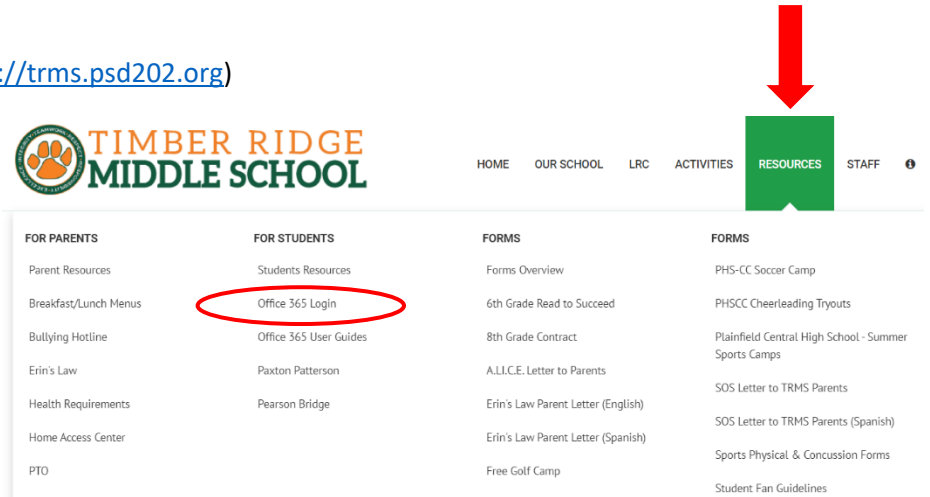 ://trms.psd202.org)
TIMBER RIDGE
MIDDLE SCHOOL
HOME OUR SCHOOL LRC ACTIVITIES RESOURCES STAFF
FOR PARENTS
Parent Resources
Breakfast/Lunch Menus
Bullying Hotline
Erin's Law
Health Requirements
Home Access Center
PTO
FOR STUDENTS
Students Resources
Office 365 Login
Office 365 User Guides
Paxton Patterson
Pearson Bridge
FORMS
Forms Overview
6th Grade Read to Succeed
8th Grade Contract
A.L.I.C.E. Letter to Parents
Erin's Law Parent Letter (English)
Erin's Law Parent Letter (Spanish)
Free Golf Camp
FORMS
PHS-CC Soccer Camp
PHSCC Cheerleading Tryouts
Plainfield Central High School - Summer
Sports Camps
SOS Letter to TRMS Parents
SOS Letter to TRMS Parents (Spanish)
Sports Physical & Concussion Forms
Student Fan Guidelines